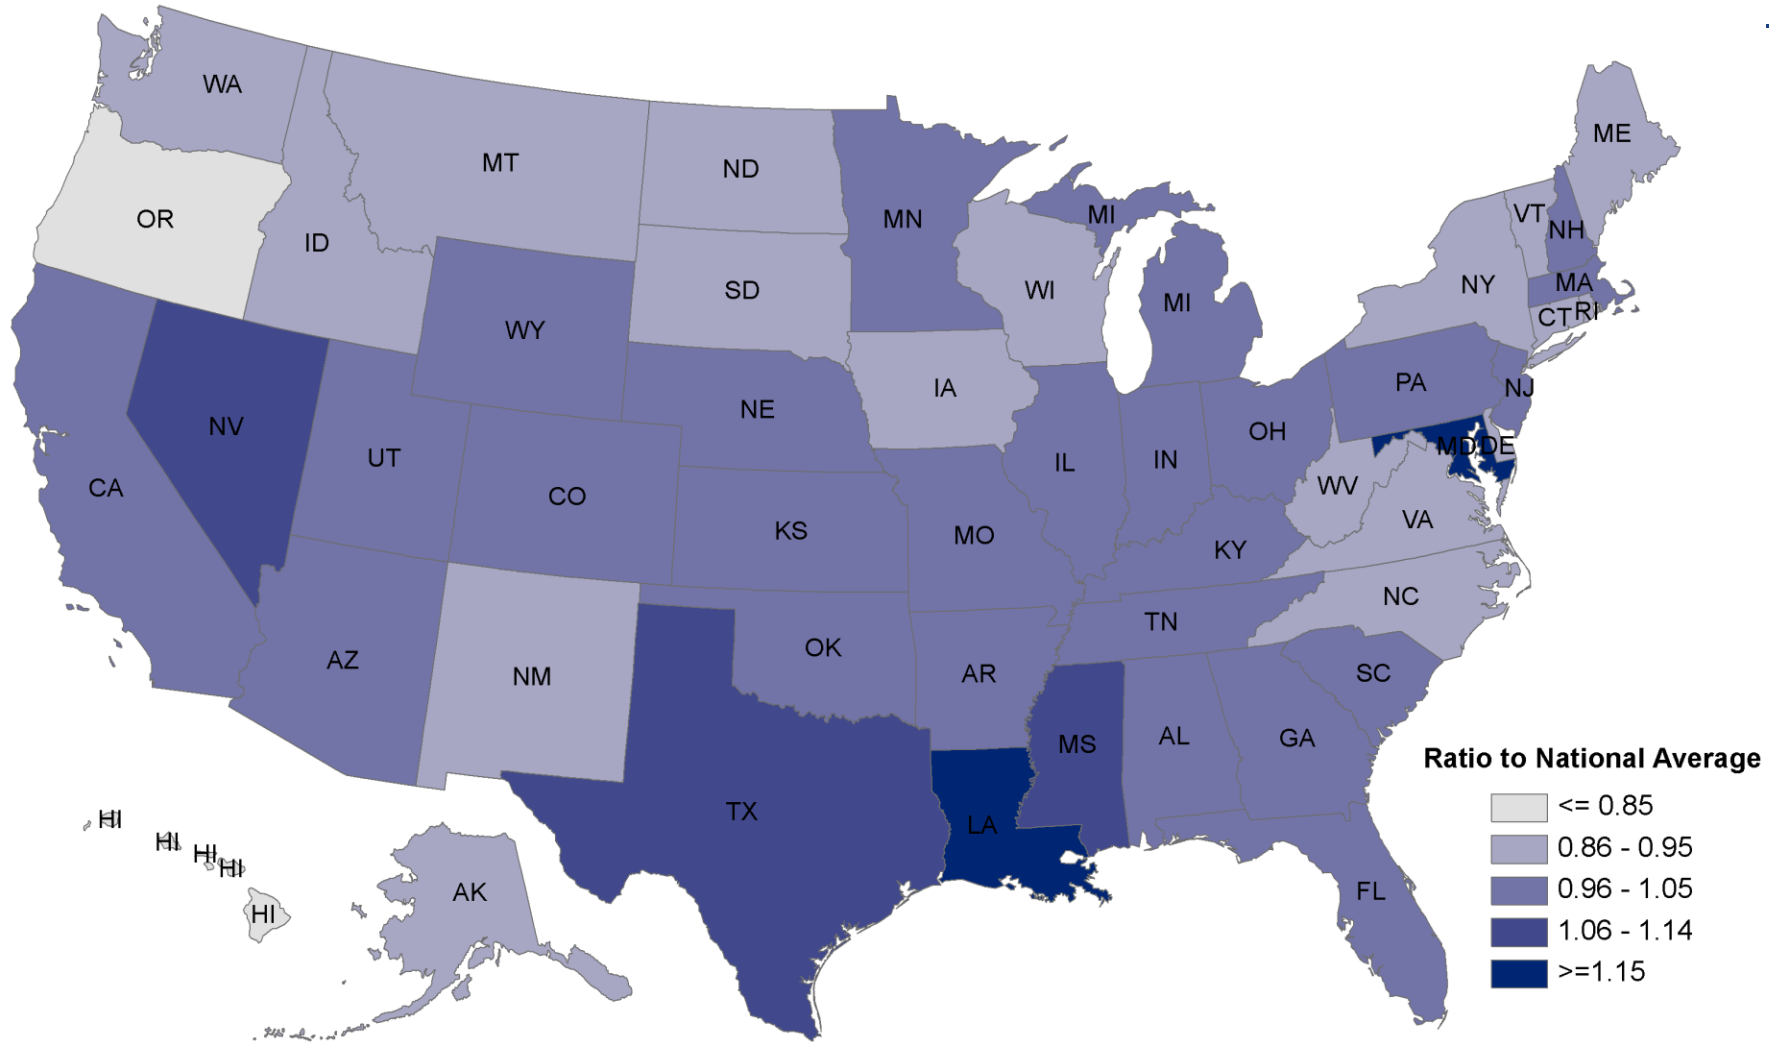 WA
MT
ND
MN
MI
ME
OR
ID
SD
WI
MI
VT
NH
NY
MA
CT
RI
WY
IA
NE
PA
NJ
NV
UT
CO
IL
IN
OH
MD
DE
CA
KS
MO
WV
VA
KY
NC
TN
AZ
NM
OK
AR
SC
MS
AL
GA
TX
LA
FL
HI
HI
HI
HI
HI
AK
Ratio to National Average
<= 0.85
0.86 - 0.95
0.96 - 1.05
1.06 - 1.14
>=1.15